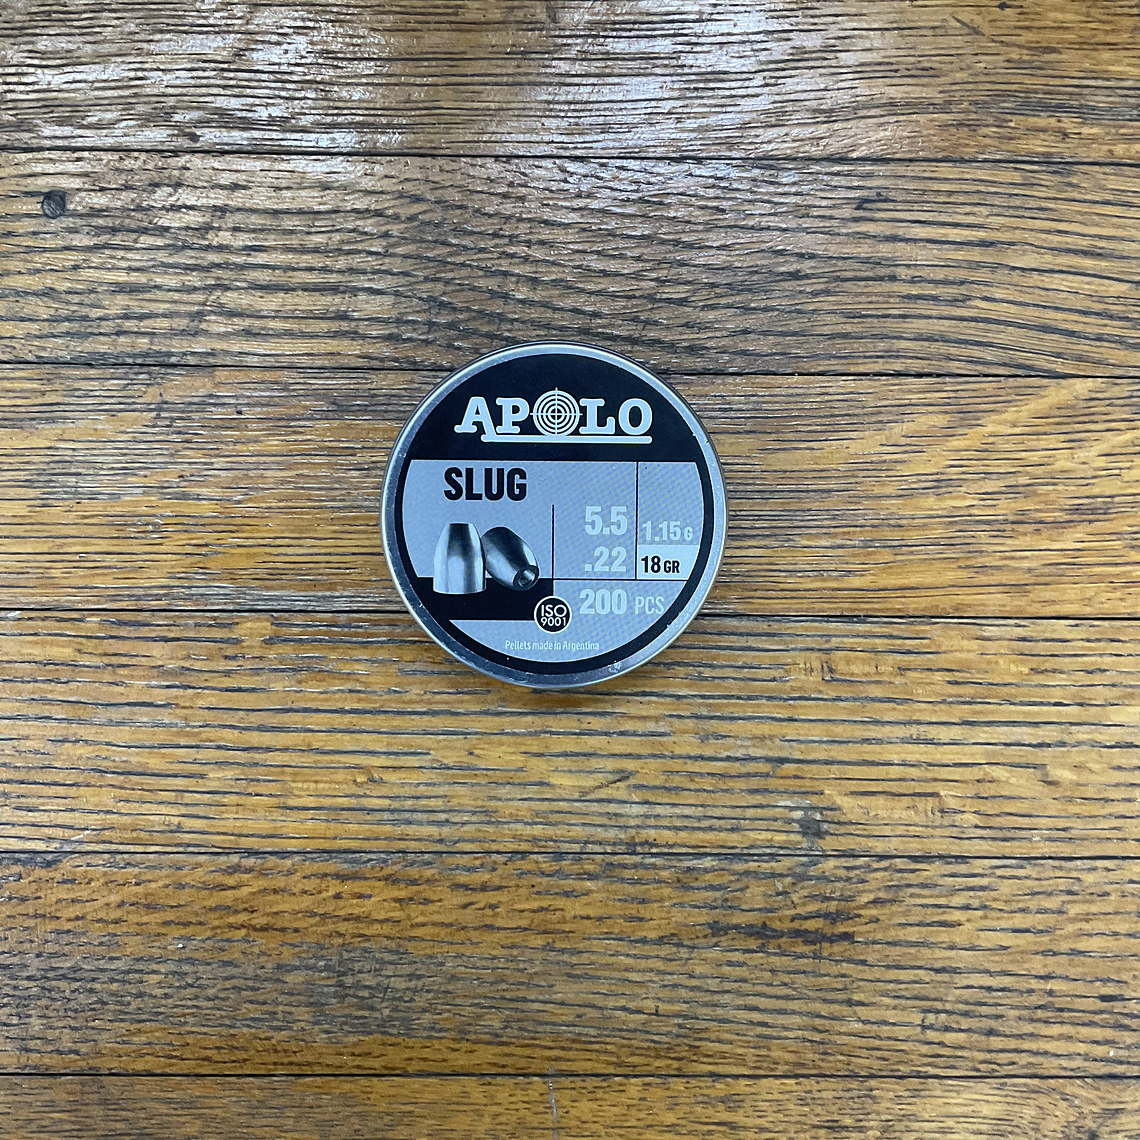 APOLO
SLUG
5.5
1.15 G
.22
18 GR
200 PCS
ISO
9001
Pellets made in Argentina